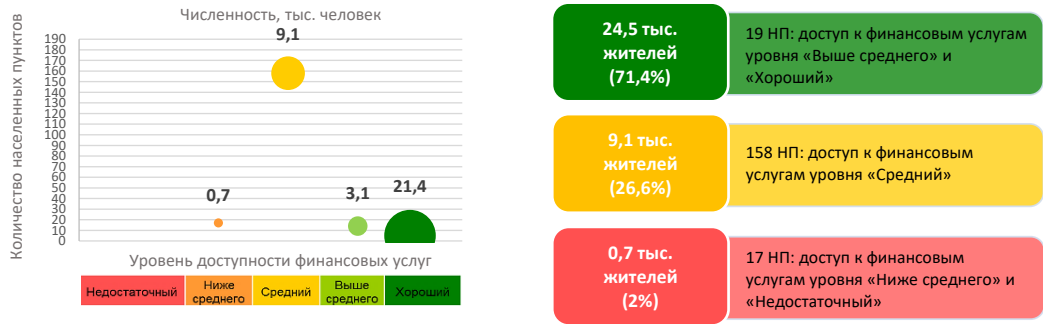 Численность, тыс. человек
Количество населенных пунктов
190
180
170
160
150
140
130
120
110
100
90
80
70
60
50
40
30
20
10
0
9,1
0,7
3,1
21,4
Уровень доступности финансовых услуг
Недостаточный
Ниже
среднего
Средний
Выше
среднего
Хороший
24,5 тыс.
жителей
(71,4%)
19 НП: доступ к финансовым услугам
уровня «Выше среднего» и
«Хороший»
9,1 тыс.
жителей
(26,6%)
158 НП: доступ к финансовым
услугам уровня «Средний»
0,7 тыс.
жителей
(2%)
17 НП: доступ к финансовым
услугам уровня «Ниже среднего» и
«Недостаточный»